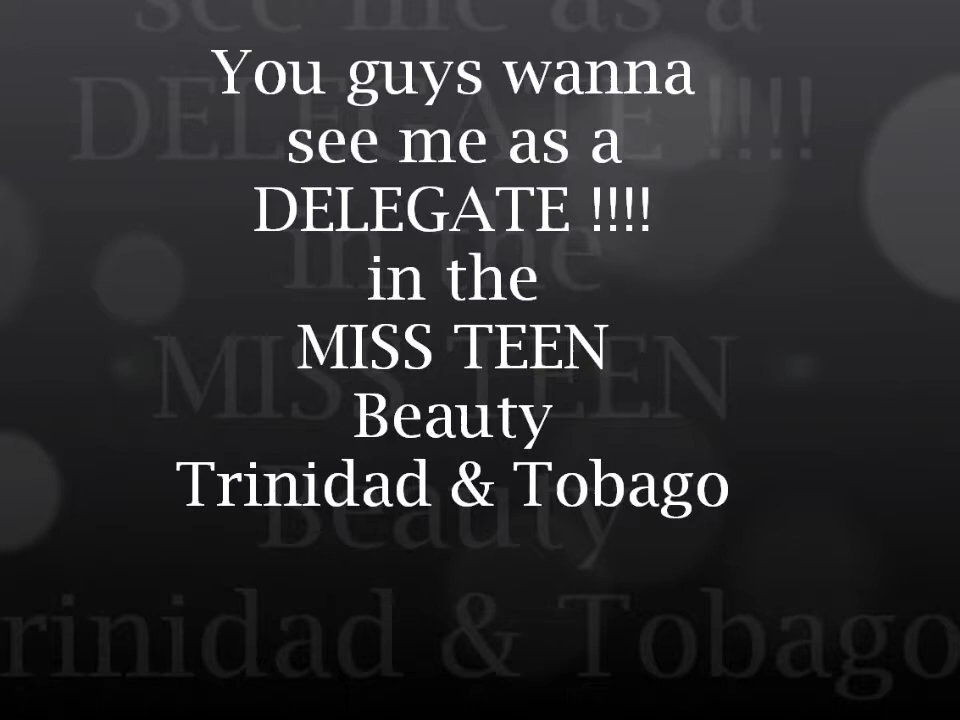 You guys wanna
see me as a
DELEGATE !!!!
in the
MISS TEEN
Beauty
Trinidad & Tobago